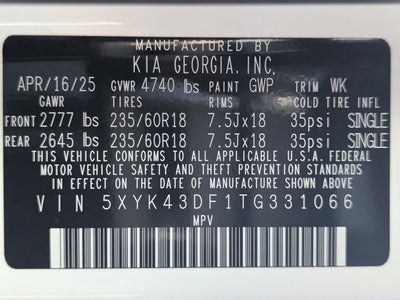 MANUFACTURED BY
KIA GEORGIA, INC.
APR/16/25 GVWR 4740 lbs PAINT GWP TRIM WK
GAWR TIRES RIMS COLD TIRE INFL
FRONT 2777 lbs 235/60R18 7.5Jx18 35psi SINGLE
REAR 2645 lbs 235/60R18 7.5Jx18 35psi SINGLE
THIS VEHICLE CONFORMS TO ALL APPLICABLE U.S.A. FEDERAL
MOTOR VEHICLE SAFETY AND THEFT PREVENTION STANDARDS
IN EFFECT ON THE DATE OF MANUFACTURE SHOWN ABOVE.
VIN 5XYK43DF1TG331066
MPV